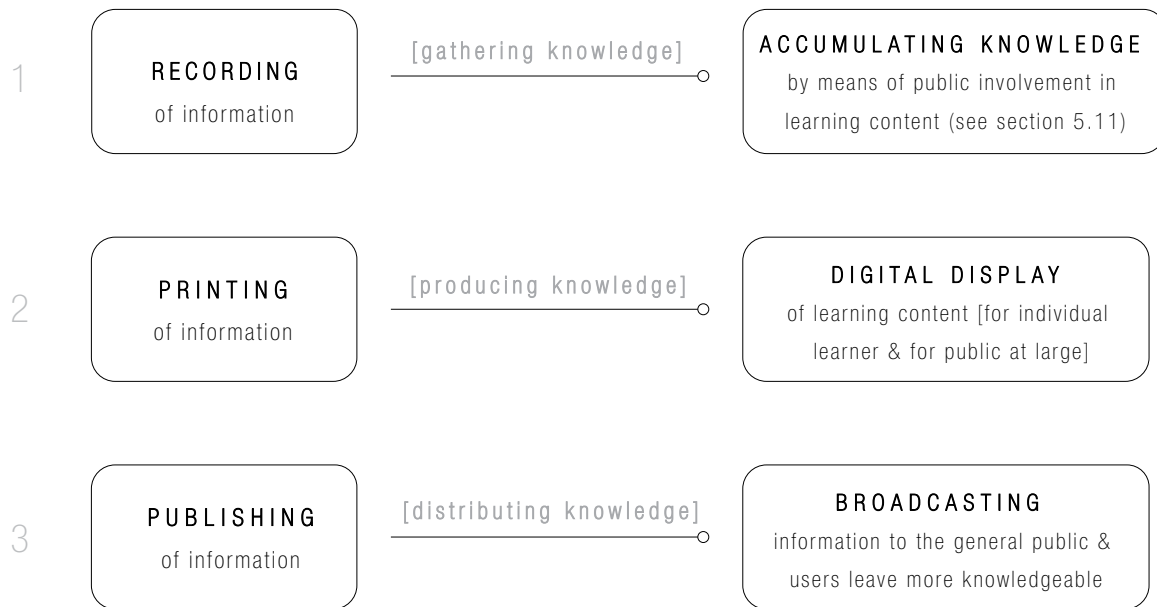 1
RECORDING
of information
[gathering knowledge]
ACCUMULATING KNOWLEDGE
by means of public involvement in
learning content (see section 5.11)
2
PRINTING
of information
[producing knowledge]
DIGITAL DISPLAY
of learning content [for individual
learner & for public at large]
3
PUBLISHING
of information
[distributing knowledge]
BROADCASTING
information to the general public &
users leave more knowledgeable